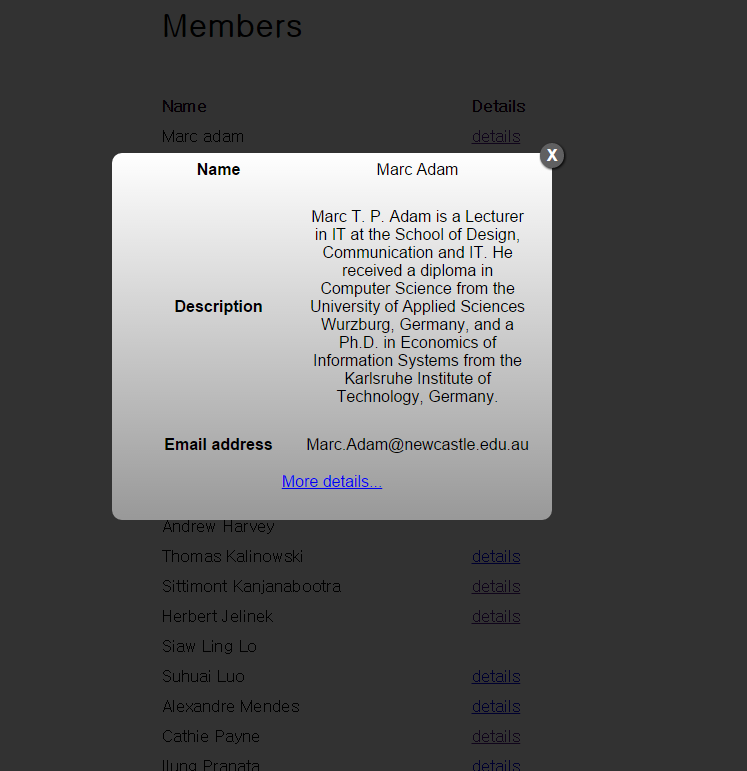 Members
Name Details
Marc adam details
X
Name Marc Adam
Marc T. P. Adam is a Lecturer
in IT at the School of Design,
Communication and IT. He
received a diploma in
Computer Science from the
Description University of Applied Sciences
Wurzburg, Germany, and a
Ph.D. in Economics of
Information Systems from the
Karlsruhe Institute of
Technology, Germany.
Email address Marc.Adam@newcastle.edu.au
More details...
Andrew Harvey
Thomas Kalinowski details
Sittimont Kanjanabootra details
Herbert Jelinek details
Siaw Ling Lo
Suhuai Luo details
Alexandre Mendes details
Cathie Payne details
Ilung Pranata details